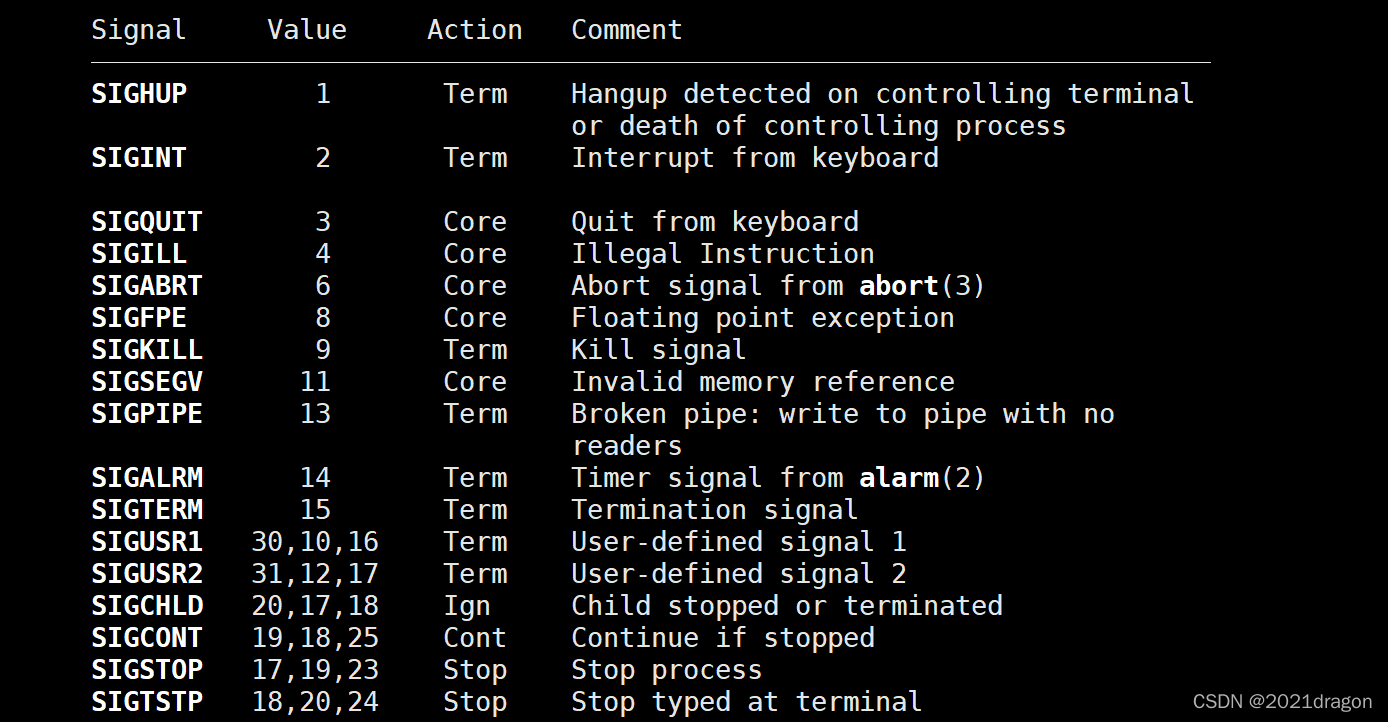 Signal     Value     Action   Comment
SIGHUP        1       Term    Hangup detected on controlling terminal
                              or death of controlling process
SIGINT        2       Term    Interrupt from keyboard
SIGQUIT       3       Core    Quit from keyboard
SIGILL        4       Core    Illegal Instruction
SIGABRT       6       Core    Abort signal from abort(3)
SIGFPE        8       Core    Floating point exception
SIGKILL       9       Term    Kill signal
SIGSEGV      11       Core    Invalid memory reference
SIGPIPE      13       Term    Broken pipe: write to pipe with no
                              readers
SIGALRM      14       Term    Timer signal from alarm(2)
SIGTERM      15       Term    Termination signal
SIGUSR1   30,10,16    Term    User-defined signal 1
SIGUSR2   31,12,17    Term    User-defined signal 2
SIGCHLD   20,17,18    Ign     Child stopped or terminated
SIGCONT   19,18,25    Cont    Continue if stopped
SIGSTOP   17,19,23    Stop    Stop process
SIGTSTP   18,20,24    Stop    Stop typed at terminal
CSDN @2021dragon